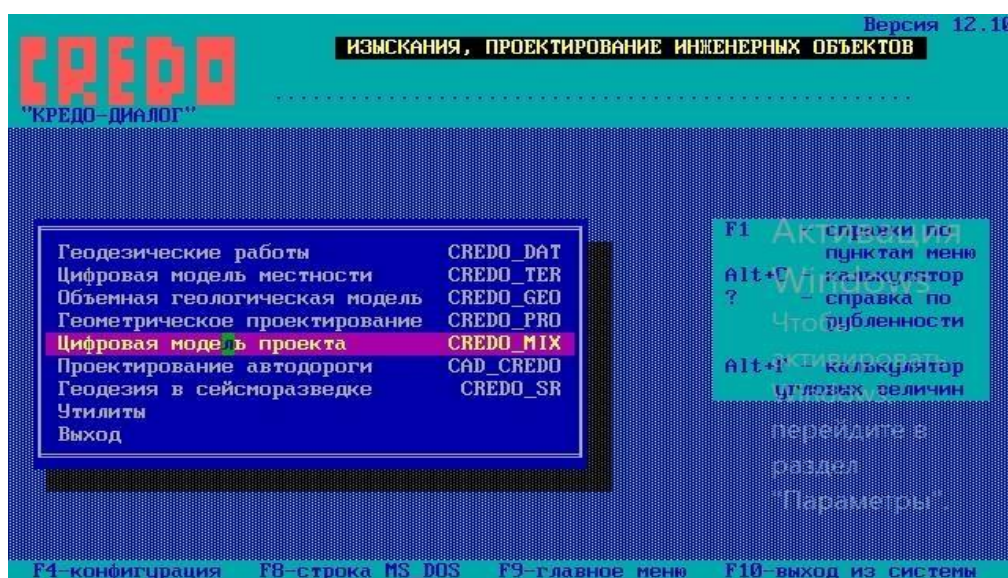 Версия 12.10
CREDO
ИЗЫСКАНИЯ, ПРОЕКТИРОВАНИЕ ИНЖЕНЕРНЫХ ОБЪЕКТОВ
"КРЕДО-ДИАЛОГ"
Геодезические работы CREDO_DAT
Цифровая модель местности CREDO_TER
Объемная геологическая модель CREDO_GEO
Геометрическое проектирование CREDO_PRO
Цифровая модель проекта CREDO_MIX
Проектирование автодороги CAD_CREDO
Геодезия в сейсморазведке CREDO_SR
Утилиты
Выход
F1 – справки по
пунктам меню
Alt+C – калькулятор
? – справка по
рубленности
Alt+F – калькулятор
угловых величин
Активация
Windows
Чтобы
активировать
Windows,
перейдите в
раздел
"Параметры".
F4-конфигурация F8-строка MS DOS F9-главное меню F10-выход из системы